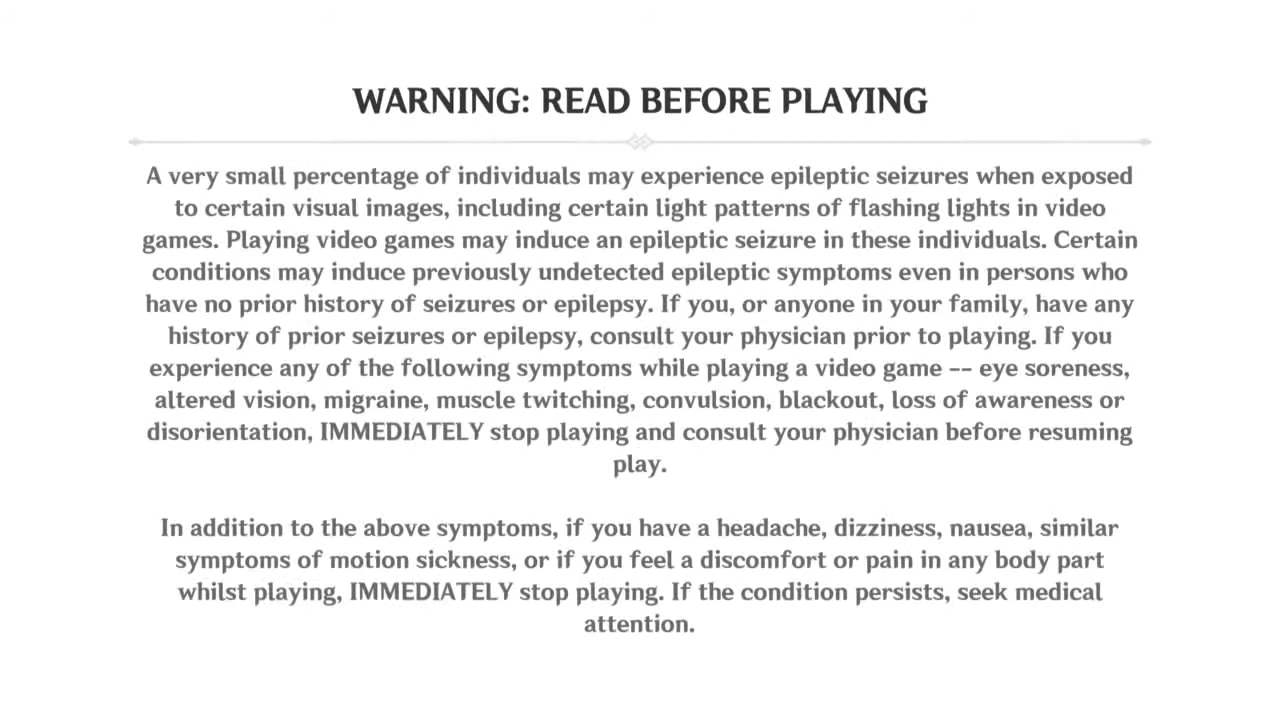 WARNING: READ BEFORE PLAYING
A very small percentage of individuals may experience epileptic seizures when exposed
to certain visual images, including certain light patterns of flashing lights in video
games. Playing video games may induce an epileptic seizure in these individuals. Certain
conditions may induce previously undetected epileptic symptoms even in persons who
have no prior history of seizures or epilepsy. If you, or anyone in your family, have any
history of prior seizures or epilepsy, consult your physician prior to playing. If you
experience any of the following symptoms while playing a video game -- eye soreness,
altered vision, migraine, muscle twitching, convulsion, blackout, loss of awareness or
disorientation, IMMEDIATELY stop playing and consult your physician before resuming
play.
In addition to the above symptoms, if you have a headache, dizziness, nausea, similar
symptoms of motion sickness, or if you feel a discomfort or pain in any body part
whilst playing, IMMEDIATELY stop playing. If the condition persists, seek medical
attention.